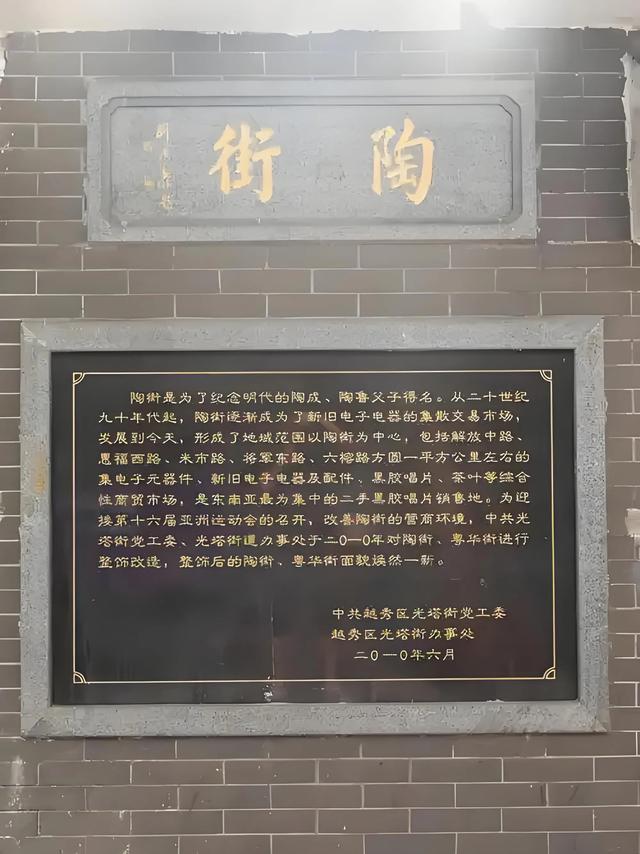 陶街
陶街是为了纪念明代的陶成、陶鲁父子得名。从二十世纪
九十年代起，陶街逐渐成为了新旧电子电器的集散交易市场，
发展到今天，形成了地域范围以陶街为中心，包括解放中路、
惠福西路、米市路、将军东路、六榕路方圆一平方公里左右的
集电子元器件、新旧电子电器及配件、黑胶唱片、茶叶等综合
性商贸市场，是东南亚最为集中的二手黑胶唱片销售地。为迎
接第十六届亚洲运动会的召开，改善陶街的营商环境，中共光
塔街党工委、光塔街道办事处于二0一0年对陶街、粤华街进行
整饰改造，整饰后的陶街、粤华街面貌焕然一新。
中共越秀区光塔街党工委
越秀区光塔街办事处
二0一0年六月